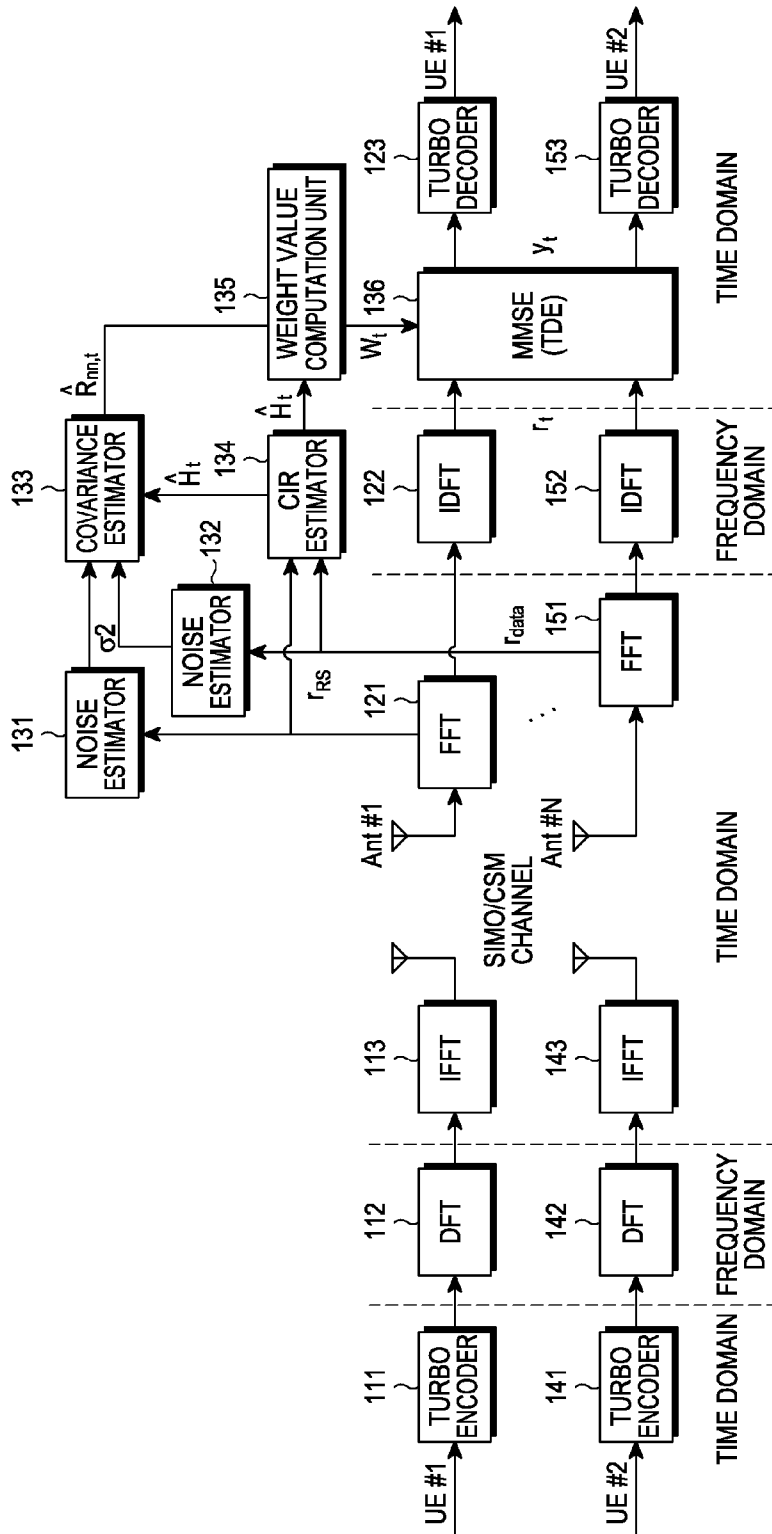 131
NOISE
ESTIMATOR
σ2
132
NOISE
ESTIMATOR
133
COVARIANCE
ESTIMATOR
R̂nn,t
Ĥt
134
CIR
ESTIMATOR
Ĥt
135
WEIGHT VALUE
COMPUTATION UNIT
Wt
rRS
rdata
UE #1
111
TURBO
ENCODER
112
DFT
113
IFFT
SIMO/CSM
CHANNEL
Ant #1
121
FFT
122
IDFT
136
MMSE
(TDE)
123
TURBO
DECODER
UE #1
UE #2
141
TURBO
ENCODER
142
DFT
143
IFFT
Ant #N
...
151
FFT
152
IDFT
rt
yt
153
TURBO
DECODER
UE #2
TIME DOMAIN
FREQUENCY
DOMAIN
TIME DOMAIN
FREQUENCY
DOMAIN
TIME DOMAIN